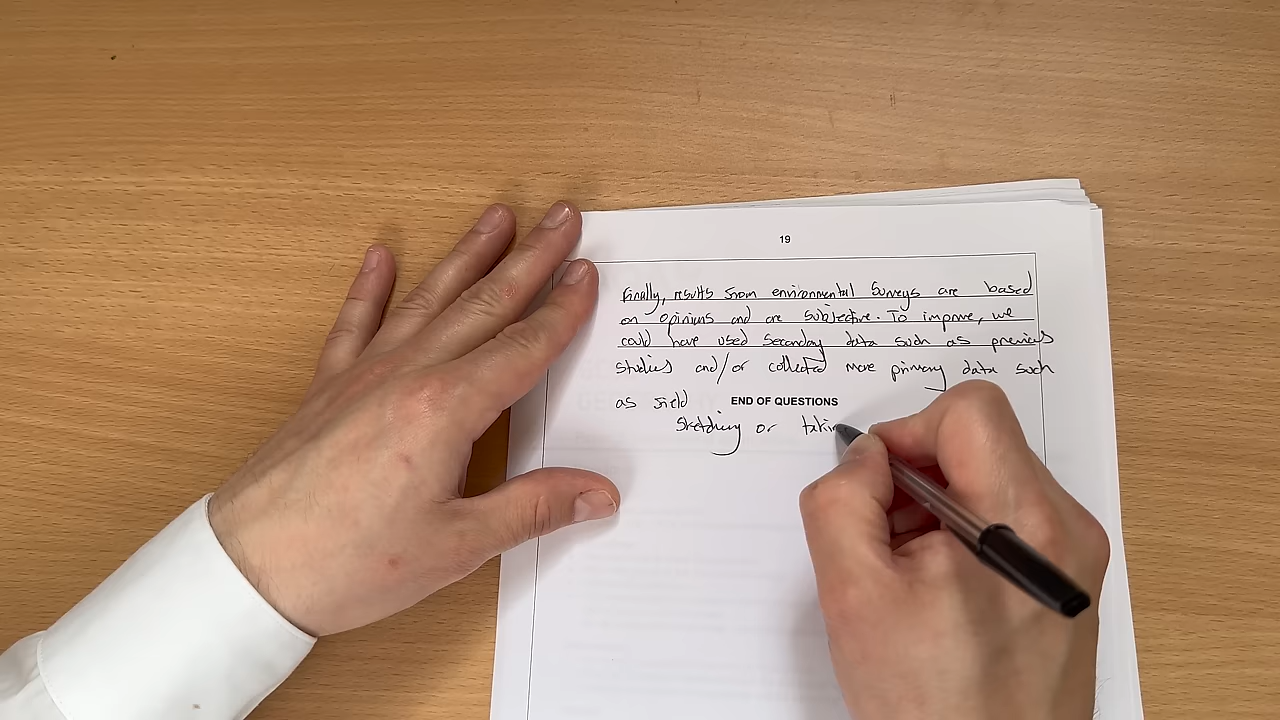 19
Finally, results from environmental surveys are based
on opinions and are subjective. To improve, we
could have used secondary data such as previous
studies and/or collected more primary data such
as field
END OF QUESTIONS
sketching or takin